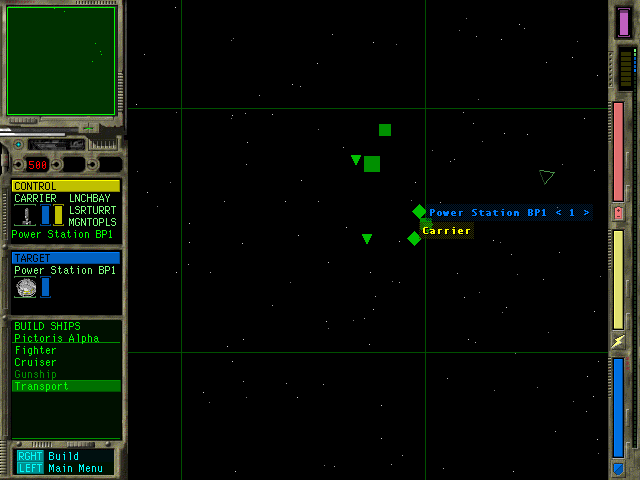 500
CONTROL
CARRIER LNCHBAY
LSRTURRT
MGNTOPLS
Power Station BP1
TARGET
Power Station BP1
BUILD SHIPS
Pictoris Alpha
Fighter
Cruiser
Gunship
Transport
RGHT Build
LEFT Main Menu
Power Station BP1 < 1 >
Carrier